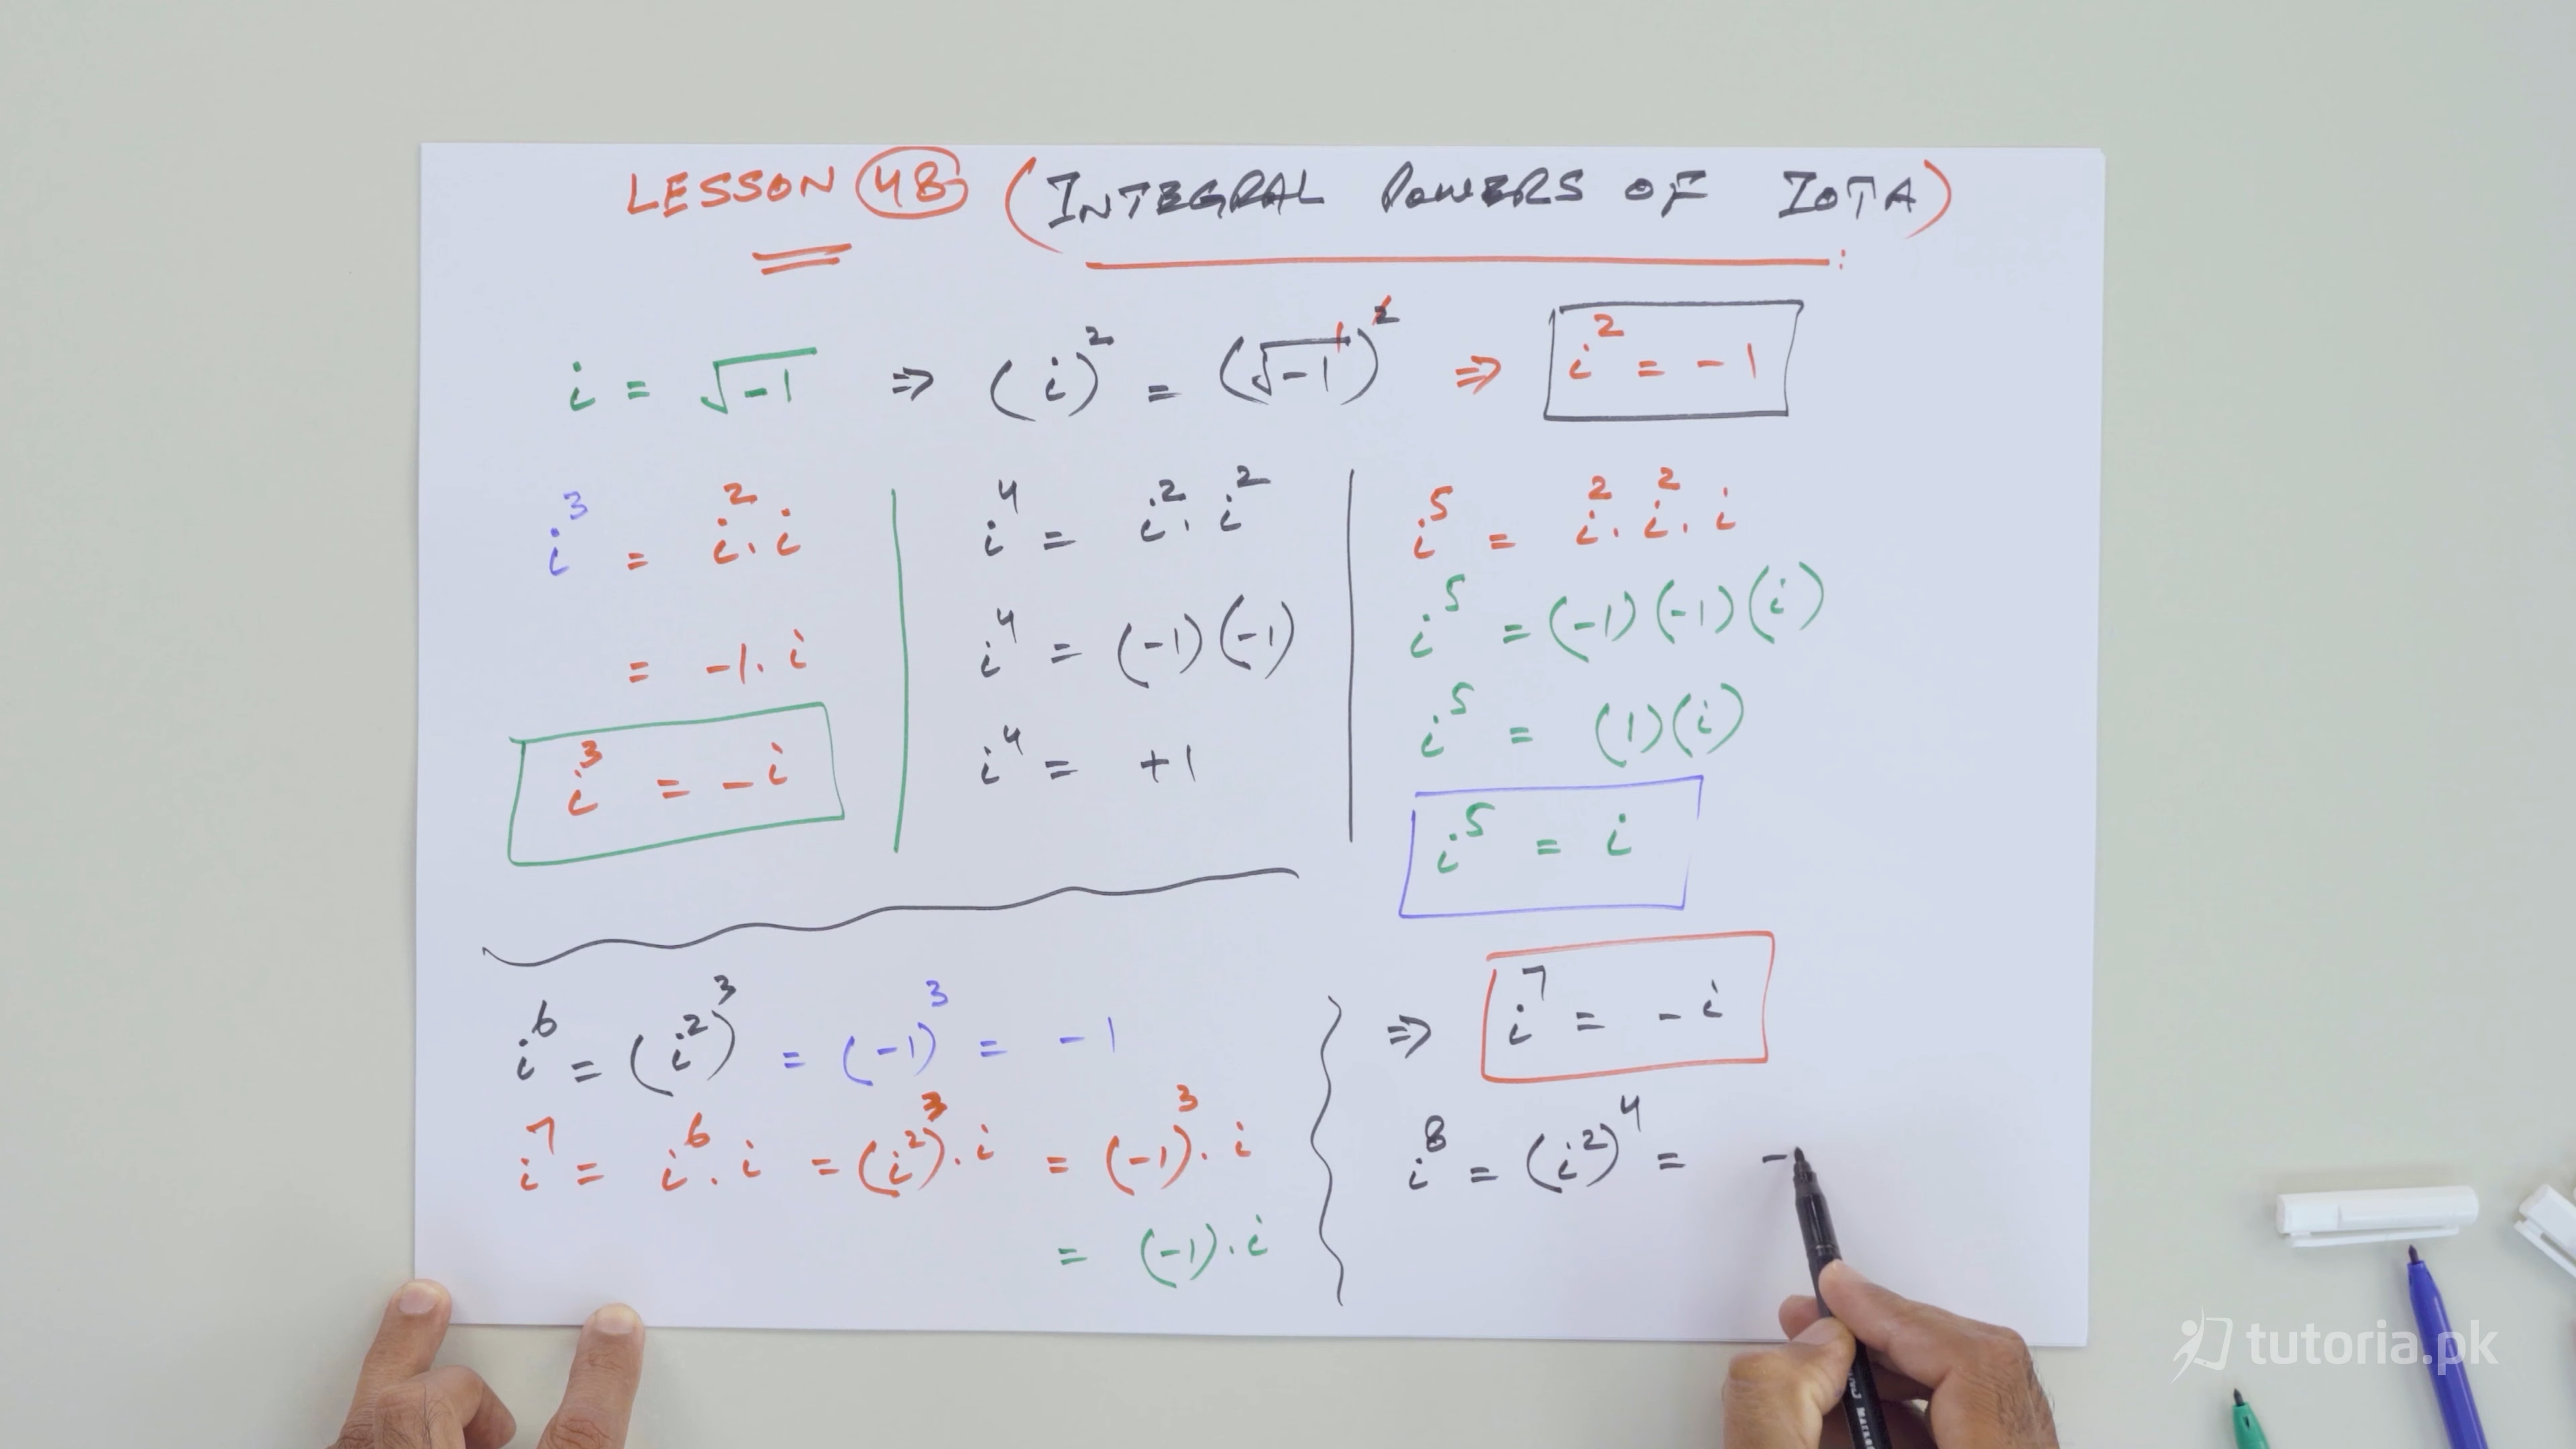 LESSON 4B (INTEGRAL POWERS OF IOTA) :
i = √-1 ⇒ (i)² = (√-1)² ⇒ i² = -1
i³ = i² . i
= -1 . i
i³ = -i
i⁴ = i² . i²
i⁴ = (-1)(-1)
i⁴ = +1
i⁵ = i² . i² . i
i⁵ = (-1)(-1)(i)
i⁵ = (1)(i)
i⁵ = i
i⁶ = (i²)³ = (-1)³ = -1
i⁷ = i⁶ . i = (i²)³ . i = (-1)³ . i
= (-1) . i
⇒ i⁷ = -i
i⁸ = (i²)⁴ = -
tutoria.pk